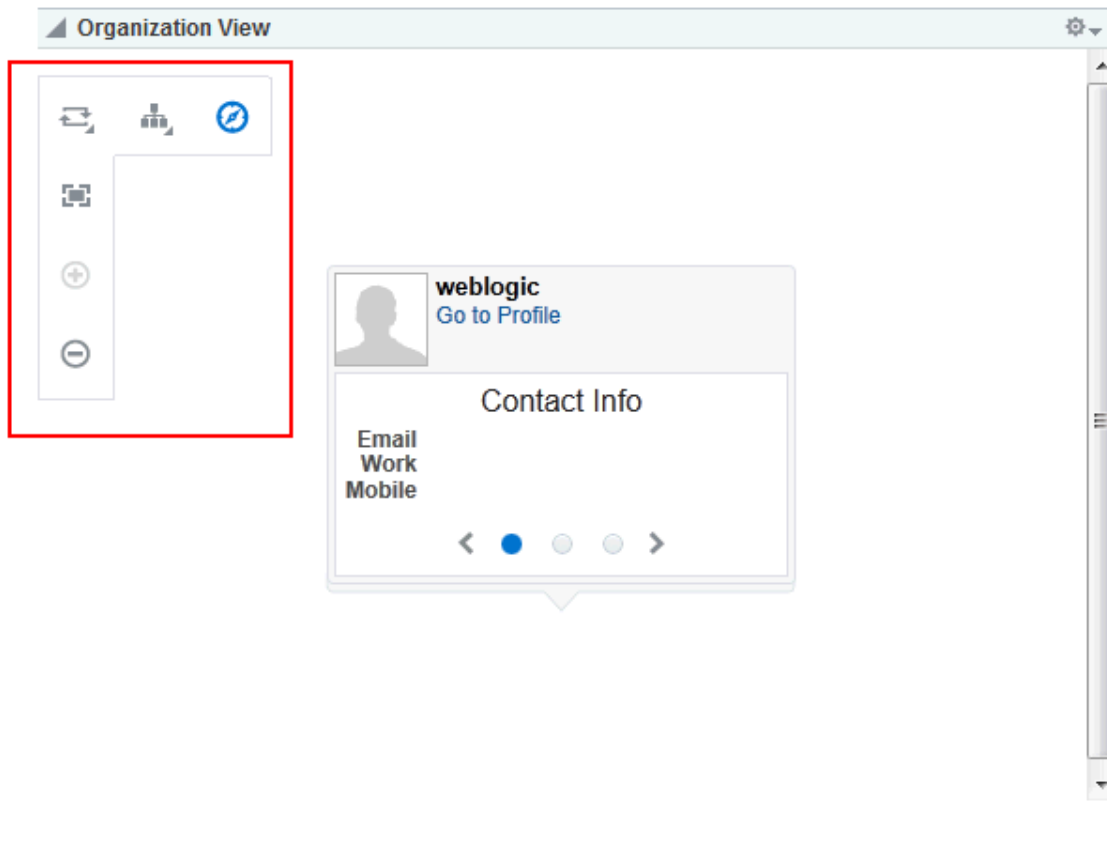 Organization View
weblogic
Go to Profile
Contact Info
Email
Work
Mobile